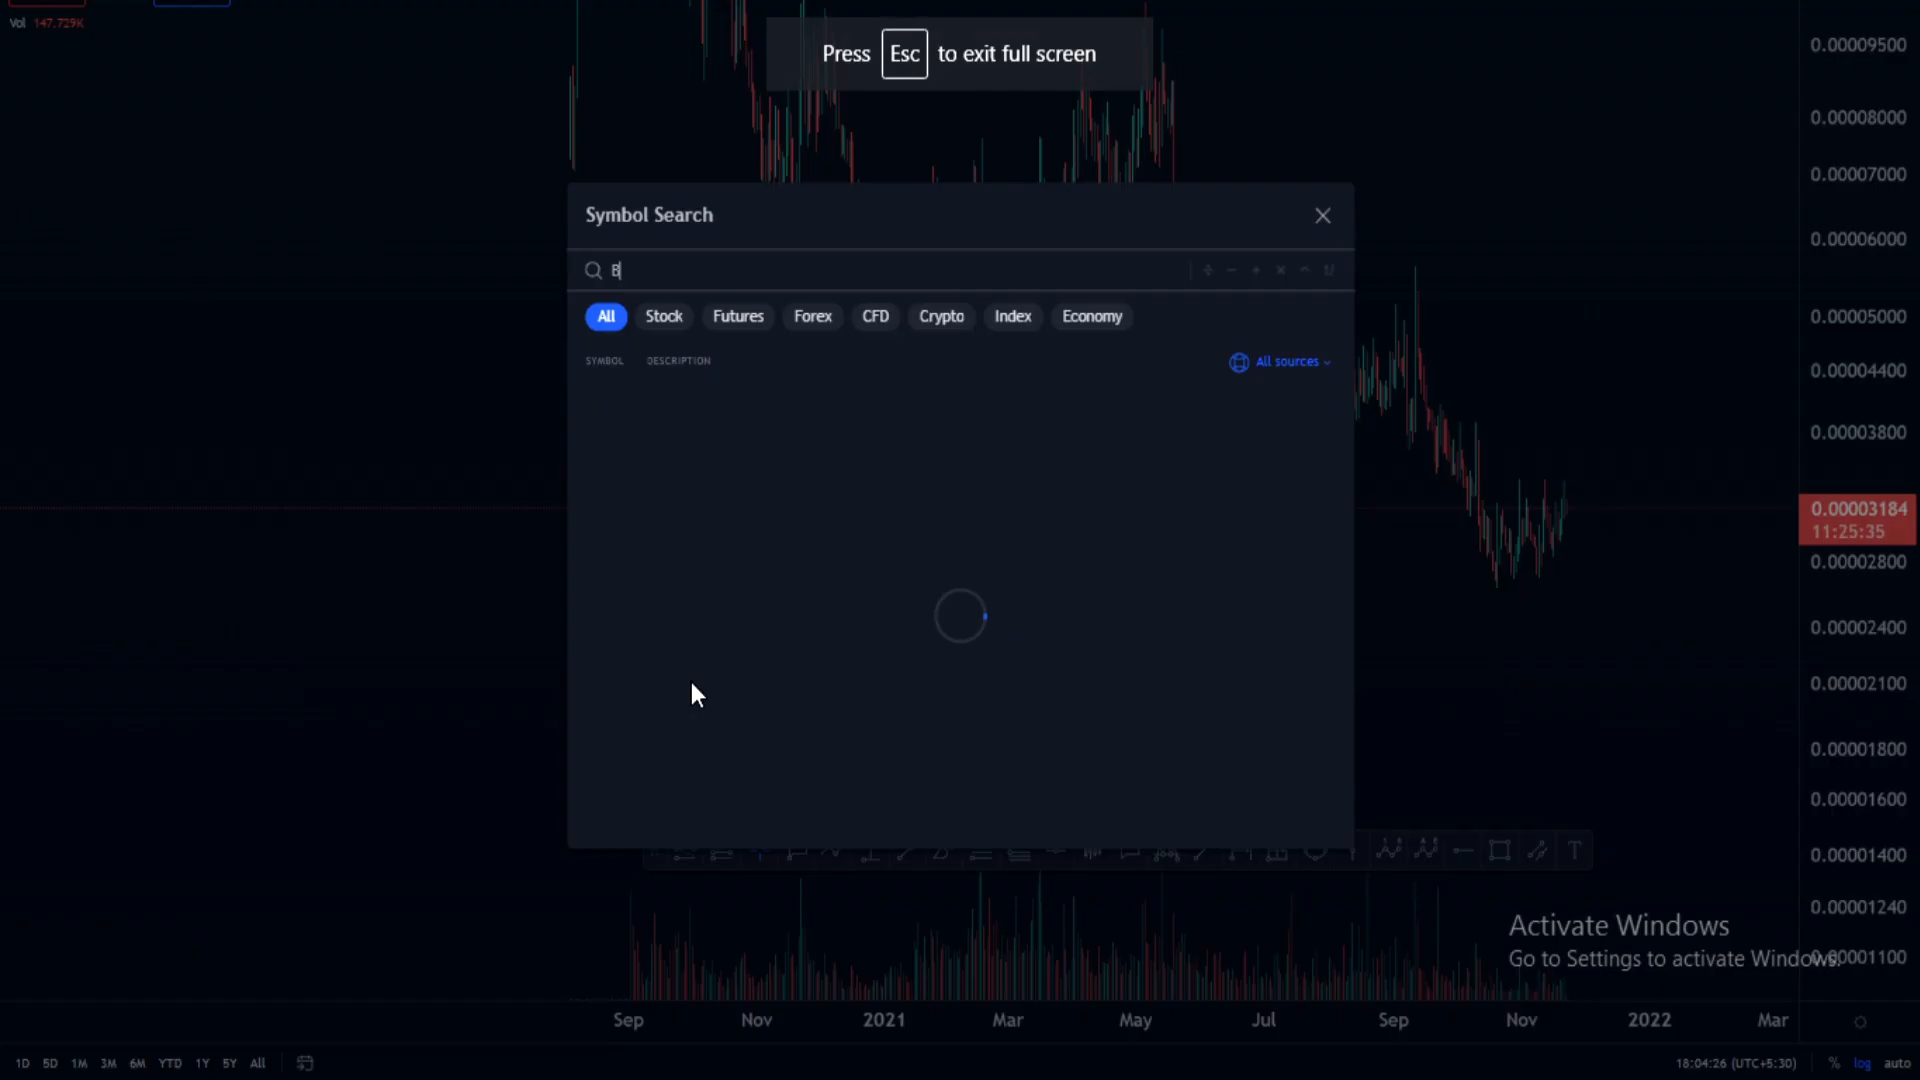 Vol 147.729K
Press Esc to exit full screen
Symbol Search
B
All Stock Futures Forex CFD Crypto Index Economy
SYMBOL DESCRIPTION
All sources
0.00009500
0.00008000
0.00007000
0.00006000
0.00005000
0.00004400
0.00003800
0.00003184
11:25:35
0.00002800
0.00002400
0.00002100
0.00001800
0.00001600
0.00001400
0.00001240
0.00001100
T
Activate Windows
Go to Settings to activate Windows.
Sep Nov 2021 Mar May Jul Sep Nov 2022 Mar
1D 5D 1M 3M 6M YTD 1Y 5Y All
18:04:26 (UTC+5:30) % log auto